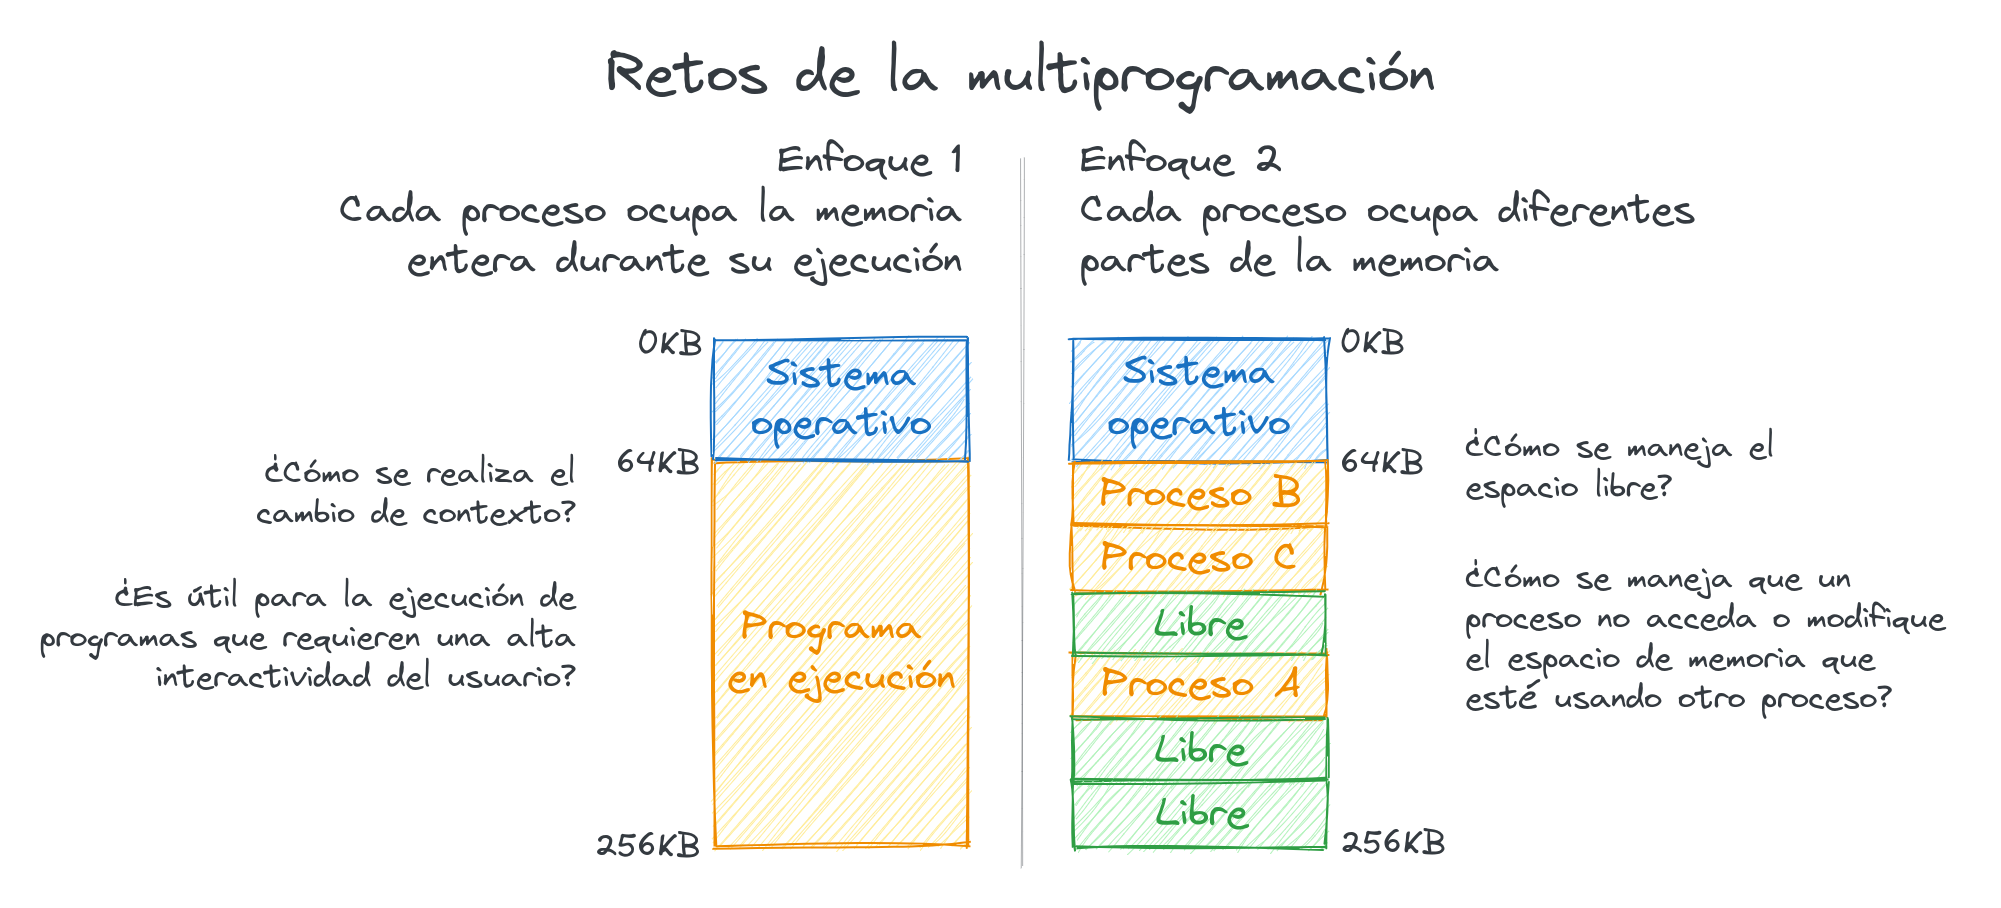 Retos de la multiprogramación
Enfoque 1
Cada proceso ocupa la memoria
entera durante su ejecución
0KB
Sistema
operativo
64KB
¿Cómo se realiza el
cambio de contexto?
¿Es útil para la ejecución de
programas que requieren una alta
interactividad del usuario?
Programa
en ejecución
256KB
Enfoque 2
Cada proceso ocupa diferentes
partes de la memoria
0KB
Sistema
operativo
64KB
Proceso B
Proceso C
Libre
Proceso A
Libre
Libre
256KB
¿Cómo se maneja el
espacio libre?
¿Cómo se maneja que un
proceso no acceda o modifique
el espacio de memoria que
esté usando otro proceso?